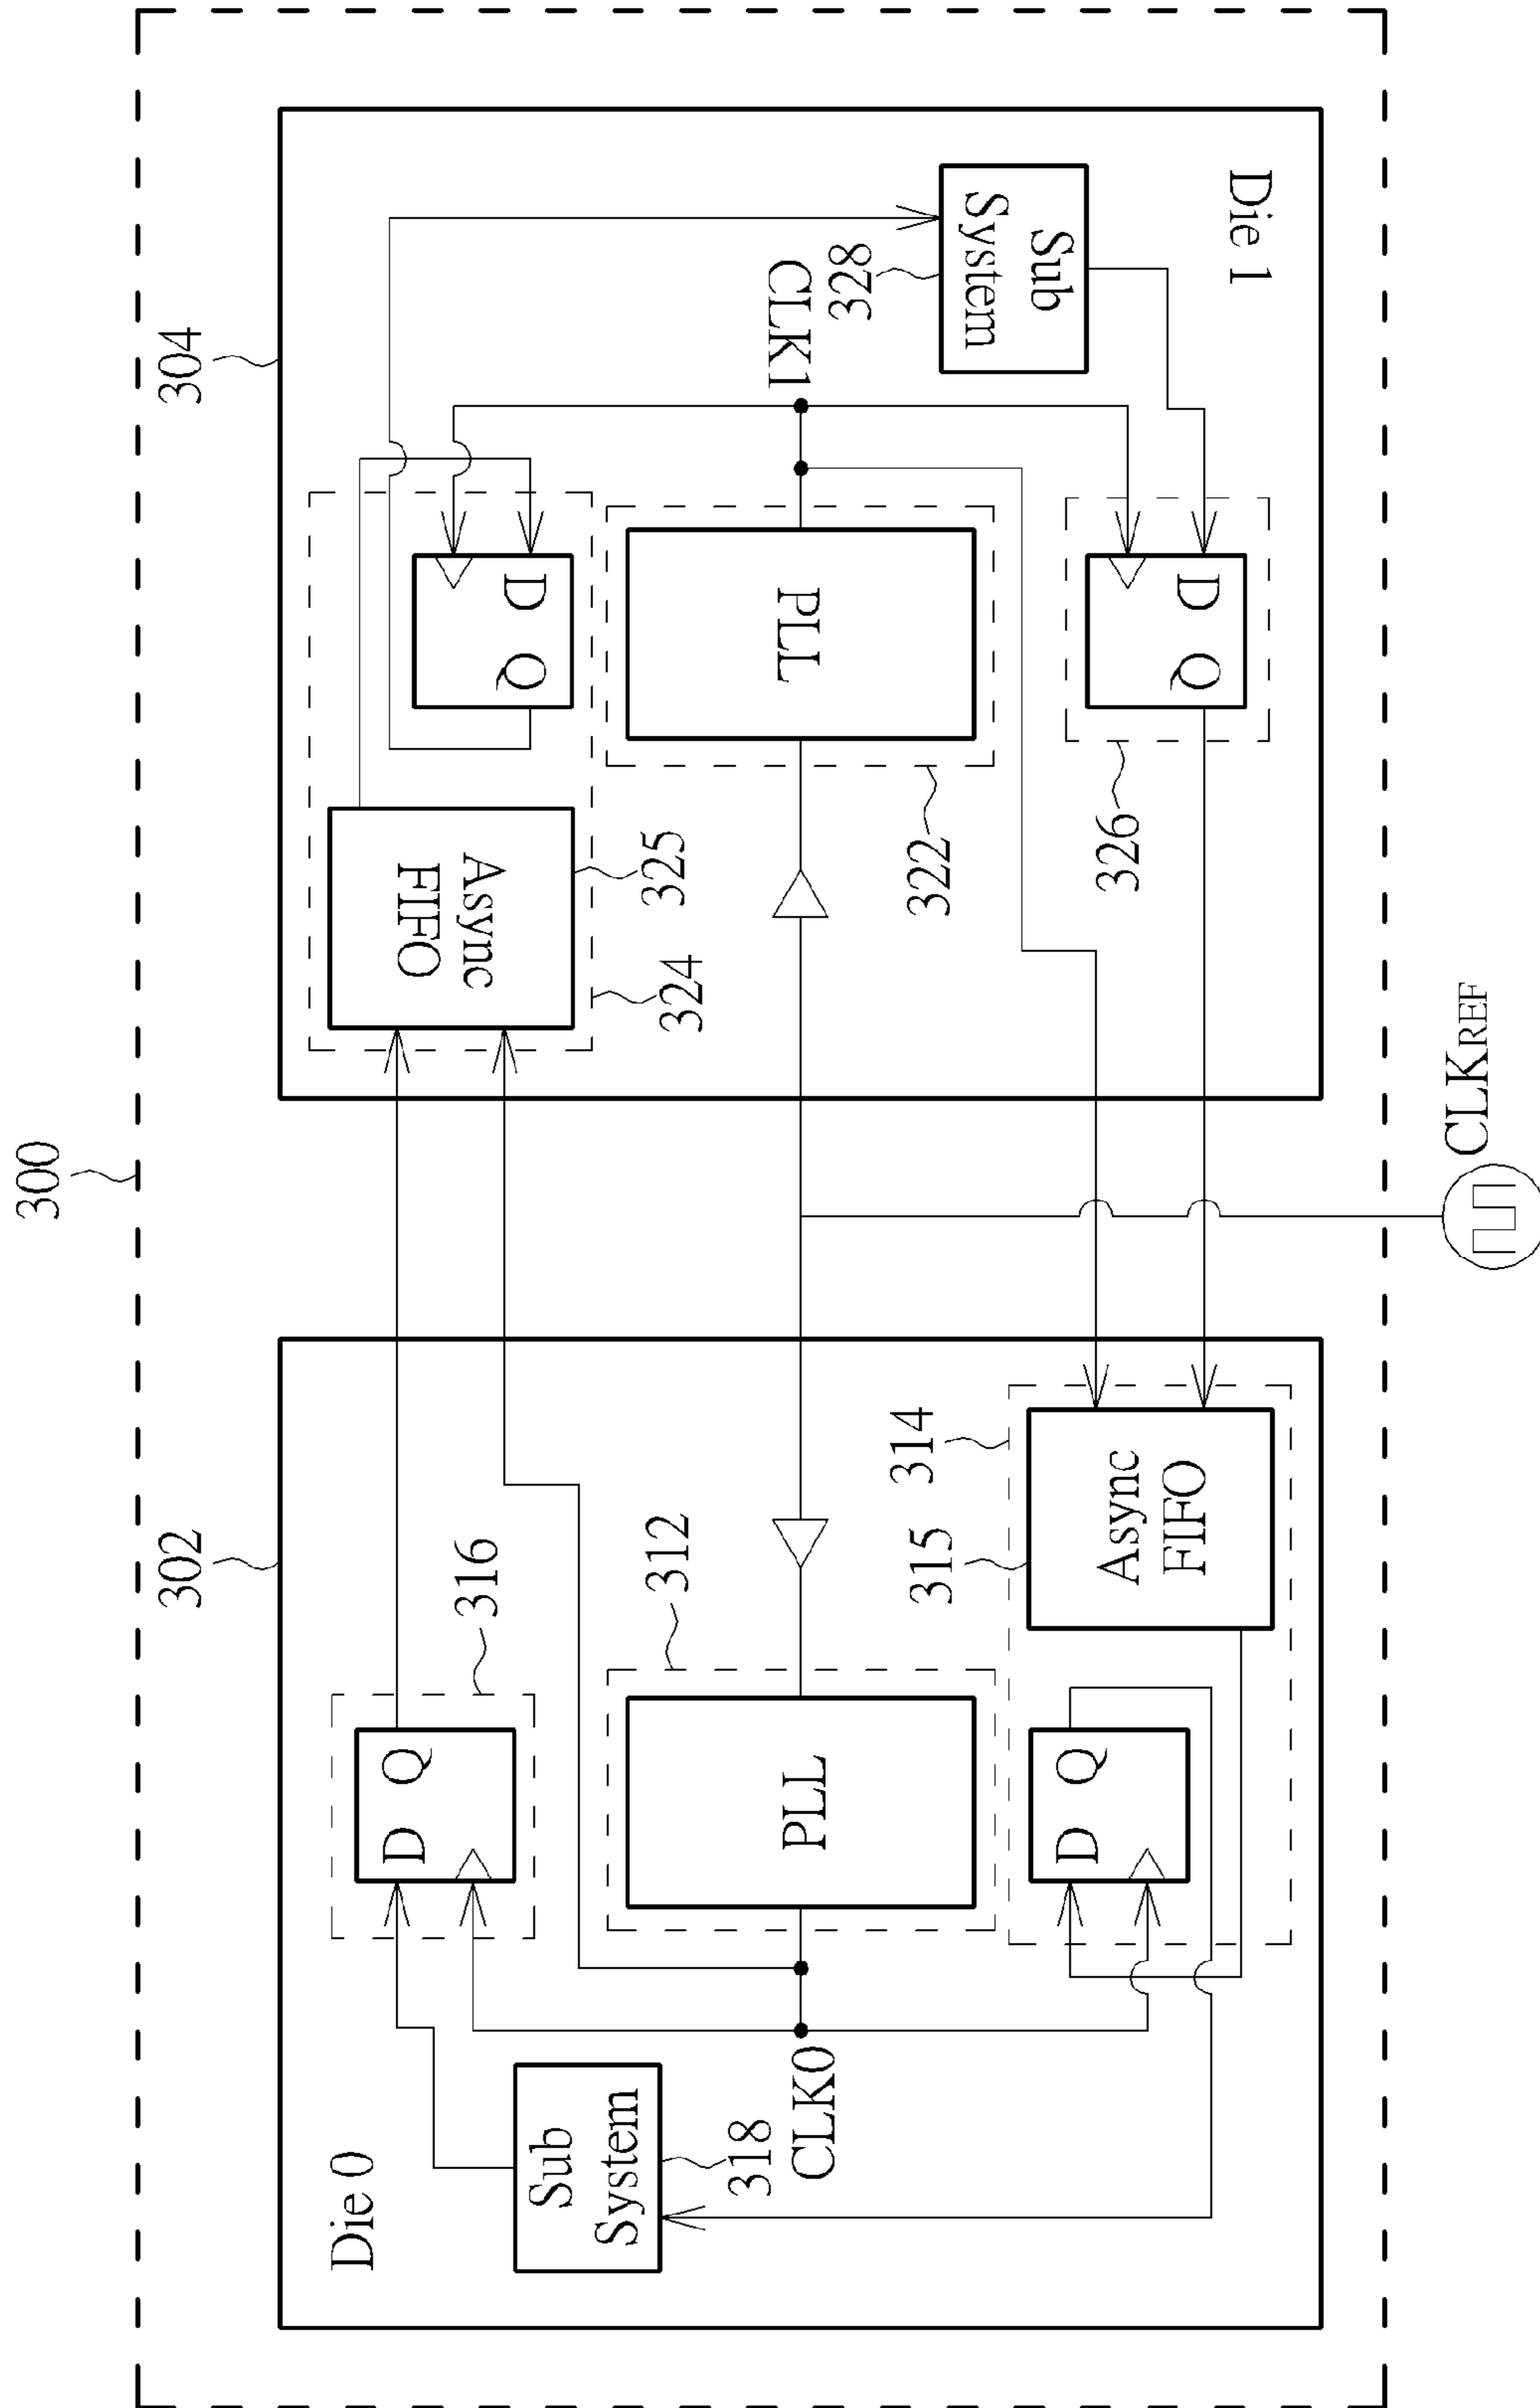 300
304
302
Die 1
Sub
System
328
CLK1
D Q
PLL
D Q
326
322
Async
FIFO
325
324
CLKREF
314
315
Async
FIFO
316
312
D Q
PLL
D Q
CLK0
Sub
System
318
Die 0